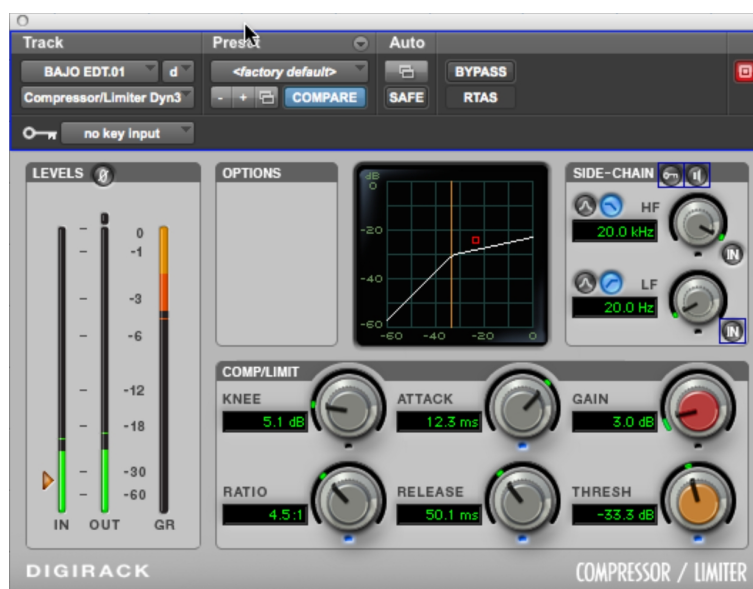 Track Preset Auto
BAJO EDT.01 d <factory default> BYPASS
Compressor/Limiter Dyn3 - + COMPARE SAFE RTAS
no key input
LEVELS Ø OPTIONS SIDE-CHAIN
dB
0
-20
-40
-60
-60 -40 -20 0
HF
20.0 kHz
IN
LF
20.0 Hz
IN
0
0
-1
-3
-6
-12
-18
-30
-60
IN OUT GR
COMP/LIMIT
KNEE ATTACK GAIN
5.1 dB 12.3 ms 3.0 dB
RATIO RELEASE THRESH
4.5:1 50.1 ms -33.3 dB
DIGIRACK COMPRESSOR / LIMITER